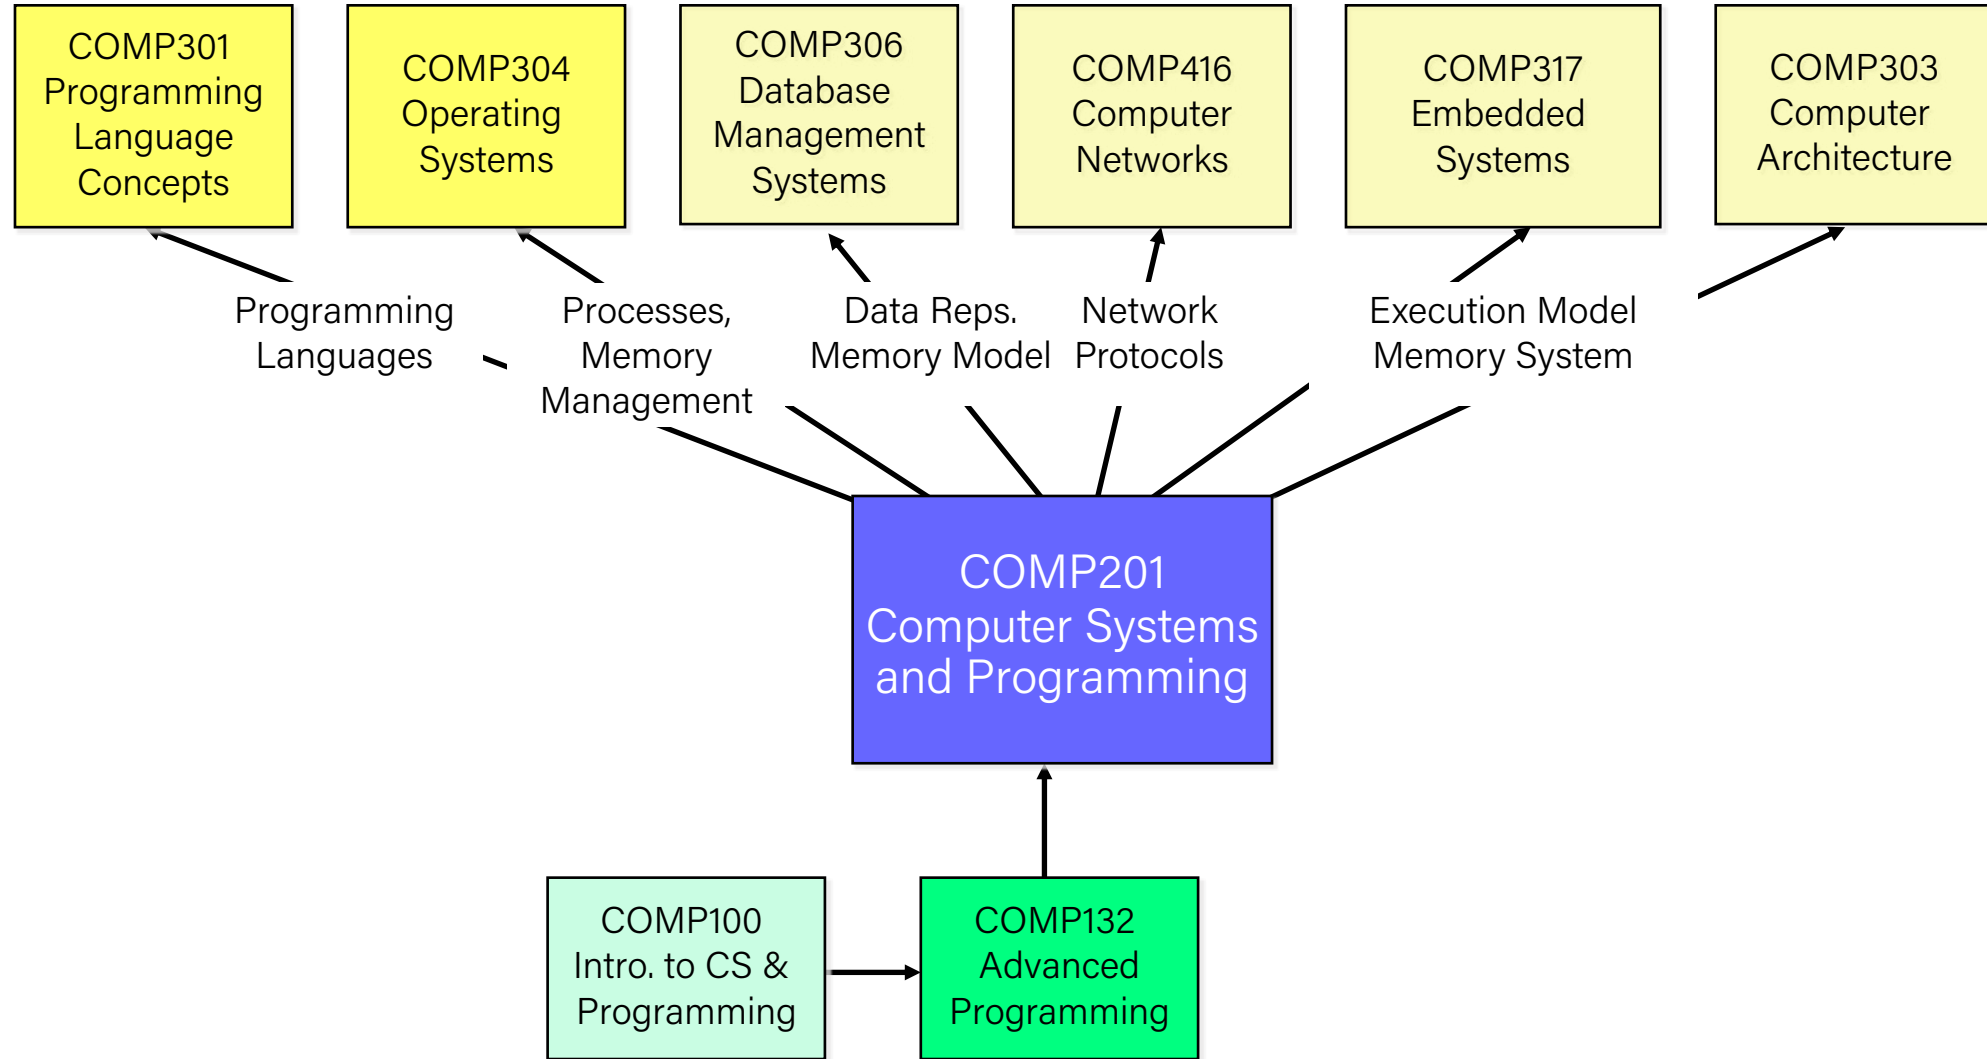 COMP301
Programming
Language
Concepts
COMP304
Operating
Systems
COMP306
Database
Management
Systems
COMP416
Computer
Networks
COMP317
Embedded
Systems
COMP303
Computer
Architecture
Programming
Languages
Processes,
Memory
Management
Data Reps.
Memory Model
Network
Protocols
Execution Model
Memory System
COMP201
Computer Systems
and Programming
COMP100
Intro. to CS &
Programming
COMP132
Advanced
Programming